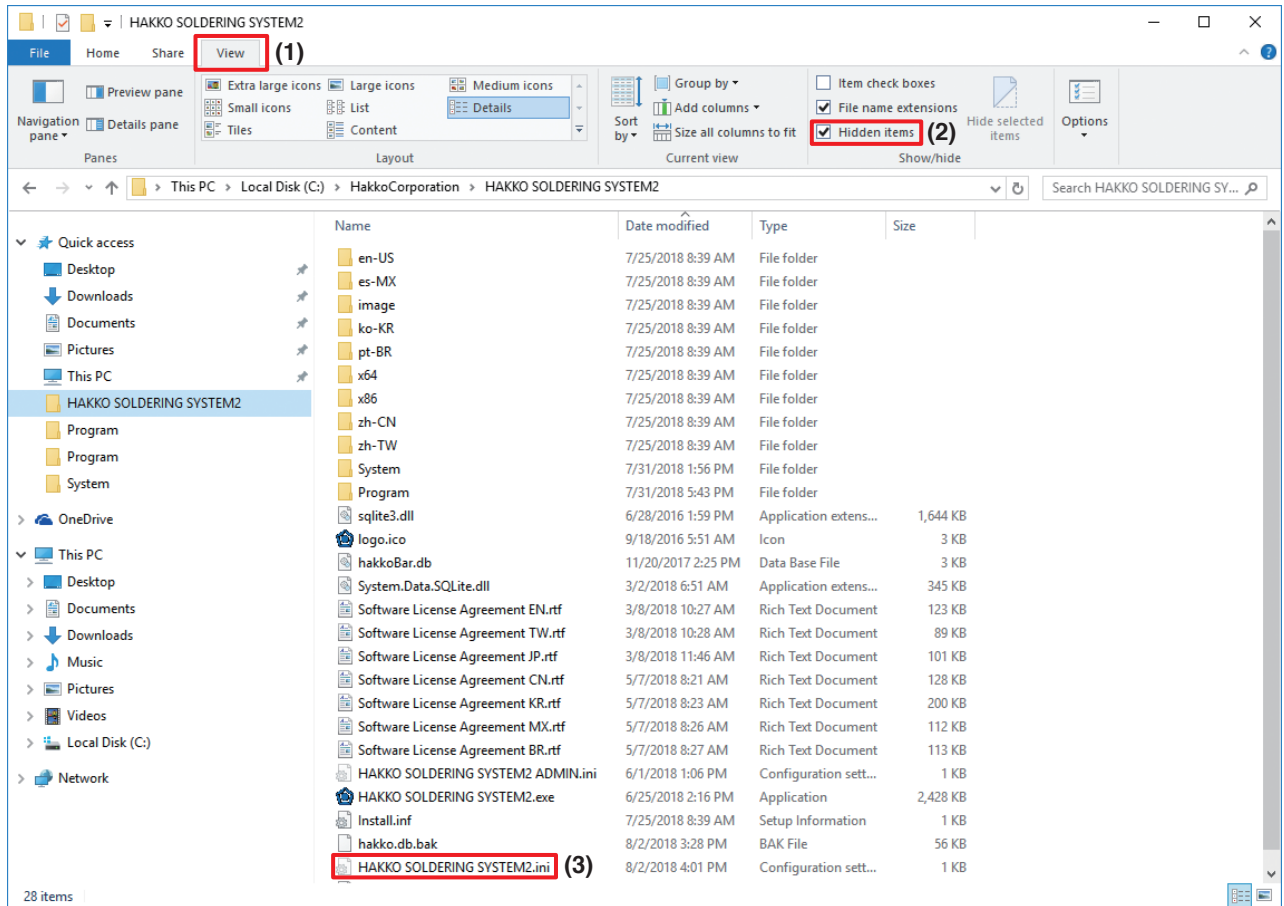 HAKKO SOLDERING SYSTEM2
File Home Share View (1)
Navigation pane
Preview pane
Details pane
Panes
Extra large icons Large icons Medium icons
Small icons List Details
Tiles Content
Layout
Sort by
Group by
Add columns
Size all columns to fit
Current view
Item check boxes
File name extensions
Hidden items (2)
Hide selected items
Show/hide
Options
This PC > Local Disk (C:) > HakkoCorporation > HAKKO SOLDERING SYSTEM2
Search HAKKO SOLDERING SY...
Quick access
Desktop
Downloads
Documents
Pictures
This PC
HAKKO SOLDERING SYSTEM2
Program
Program
System
OneDrive
This PC
Desktop
Documents
Downloads
Music
Pictures
Videos
Local Disk (C:)
Network
Name Date modified Type Size
en-US 7/25/2018 8:39 AM File folder
es-MX 7/25/2018 8:39 AM File folder
image 7/25/2018 8:39 AM File folder
ko-KR 7/25/2018 8:39 AM File folder
pt-BR 7/25/2018 8:39 AM File folder
x64 7/25/2018 8:39 AM File folder
x86 7/25/2018 8:39 AM File folder
zh-CN 7/25/2018 8:39 AM File folder
zh-TW 7/25/2018 8:39 AM File folder
System 7/31/2018 1:56 PM File folder
Program 7/31/2018 5:43 PM File folder
sqlite3.dll 6/28/2016 1:59 PM Application extens... 1,644 KB
logo.ico 9/18/2016 5:51 AM Icon 3 KB
hakkoBar.db 11/20/2017 2:25 PM Data Base File 3 KB
System.Data.SQLite.dll 3/2/2018 6:51 AM Application extens... 345 KB
Software License Agreement EN.rtf 3/8/2018 10:27 AM Rich Text Document 123 KB
Software License Agreement TW.rtf 3/8/2018 10:28 AM Rich Text Document 89 KB
Software License Agreement JP.rtf 3/8/2018 11:46 AM Rich Text Document 101 KB
Software License Agreement CN.rtf 5/7/2018 8:21 AM Rich Text Document 128 KB
Software License Agreement KR.rtf 5/7/2018 8:23 AM Rich Text Document 200 KB
Software License Agreement MX.rtf 5/7/2018 8:26 AM Rich Text Document 112 KB
Software License Agreement BR.rtf 5/7/2018 8:27 AM Rich Text Document 113 KB
HAKKO SOLDERING SYSTEM2 ADMIN.ini 6/1/2018 1:06 PM Configuration sett... 1 KB
HAKKO SOLDERING SYSTEM2.exe 6/25/2018 2:16 PM Application 2,428 KB
Install.inf 7/25/2018 8:39 AM Setup Information 1 KB
hakko.db.bak 8/2/2018 3:28 PM BAK File 56 KB
HAKKO SOLDERING SYSTEM2.ini (3) 8/2/2018 4:01 PM Configuration sett... 1 KB
28 items